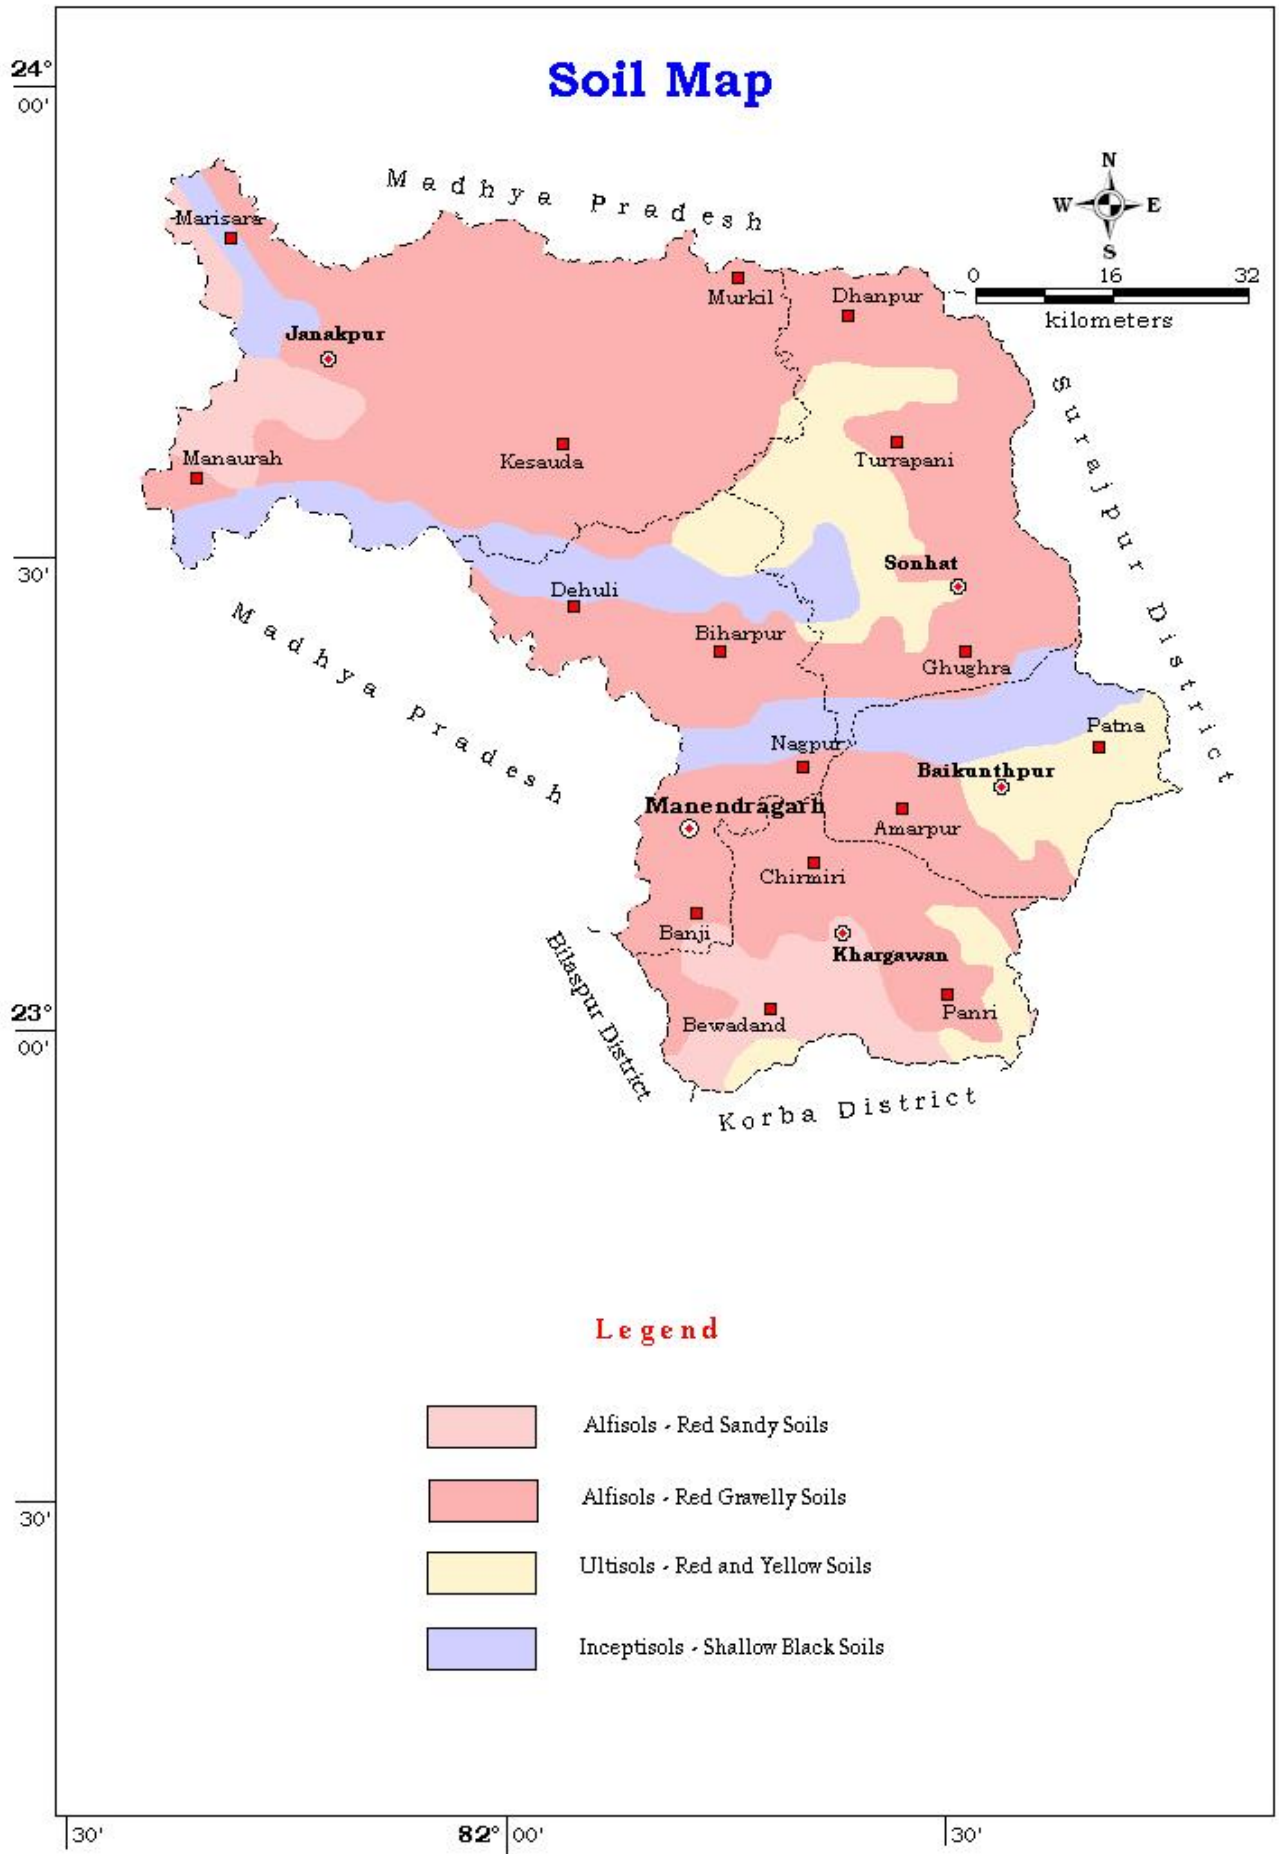 Soil Map
24°
00'
N
W E
S
0 16 32
kilometers
Madhya Pradesh
Marisara
Murkil
Dhanpur
Janakpur
Surajpur District
Manaurah
Kesauda
Turrapani
30'
Sonhat
Dehuli
Madhya Pradesh
Biharpur
Ghughra
Nagpur
Patna
Baikunthpur
Manendragarh
Amarpur
Chirmiri
Banji
Khargawan
Bilaspur District
23°
00'
Bewadand
Panri
Korba District
Legend
Alfisols - Red Sandy Soils
Alfisols - Red Gravelly Soils
30'
Ultisols - Red and Yellow Soils
Inceptisols - Shallow Black Soils
30' 82° 00' 30'